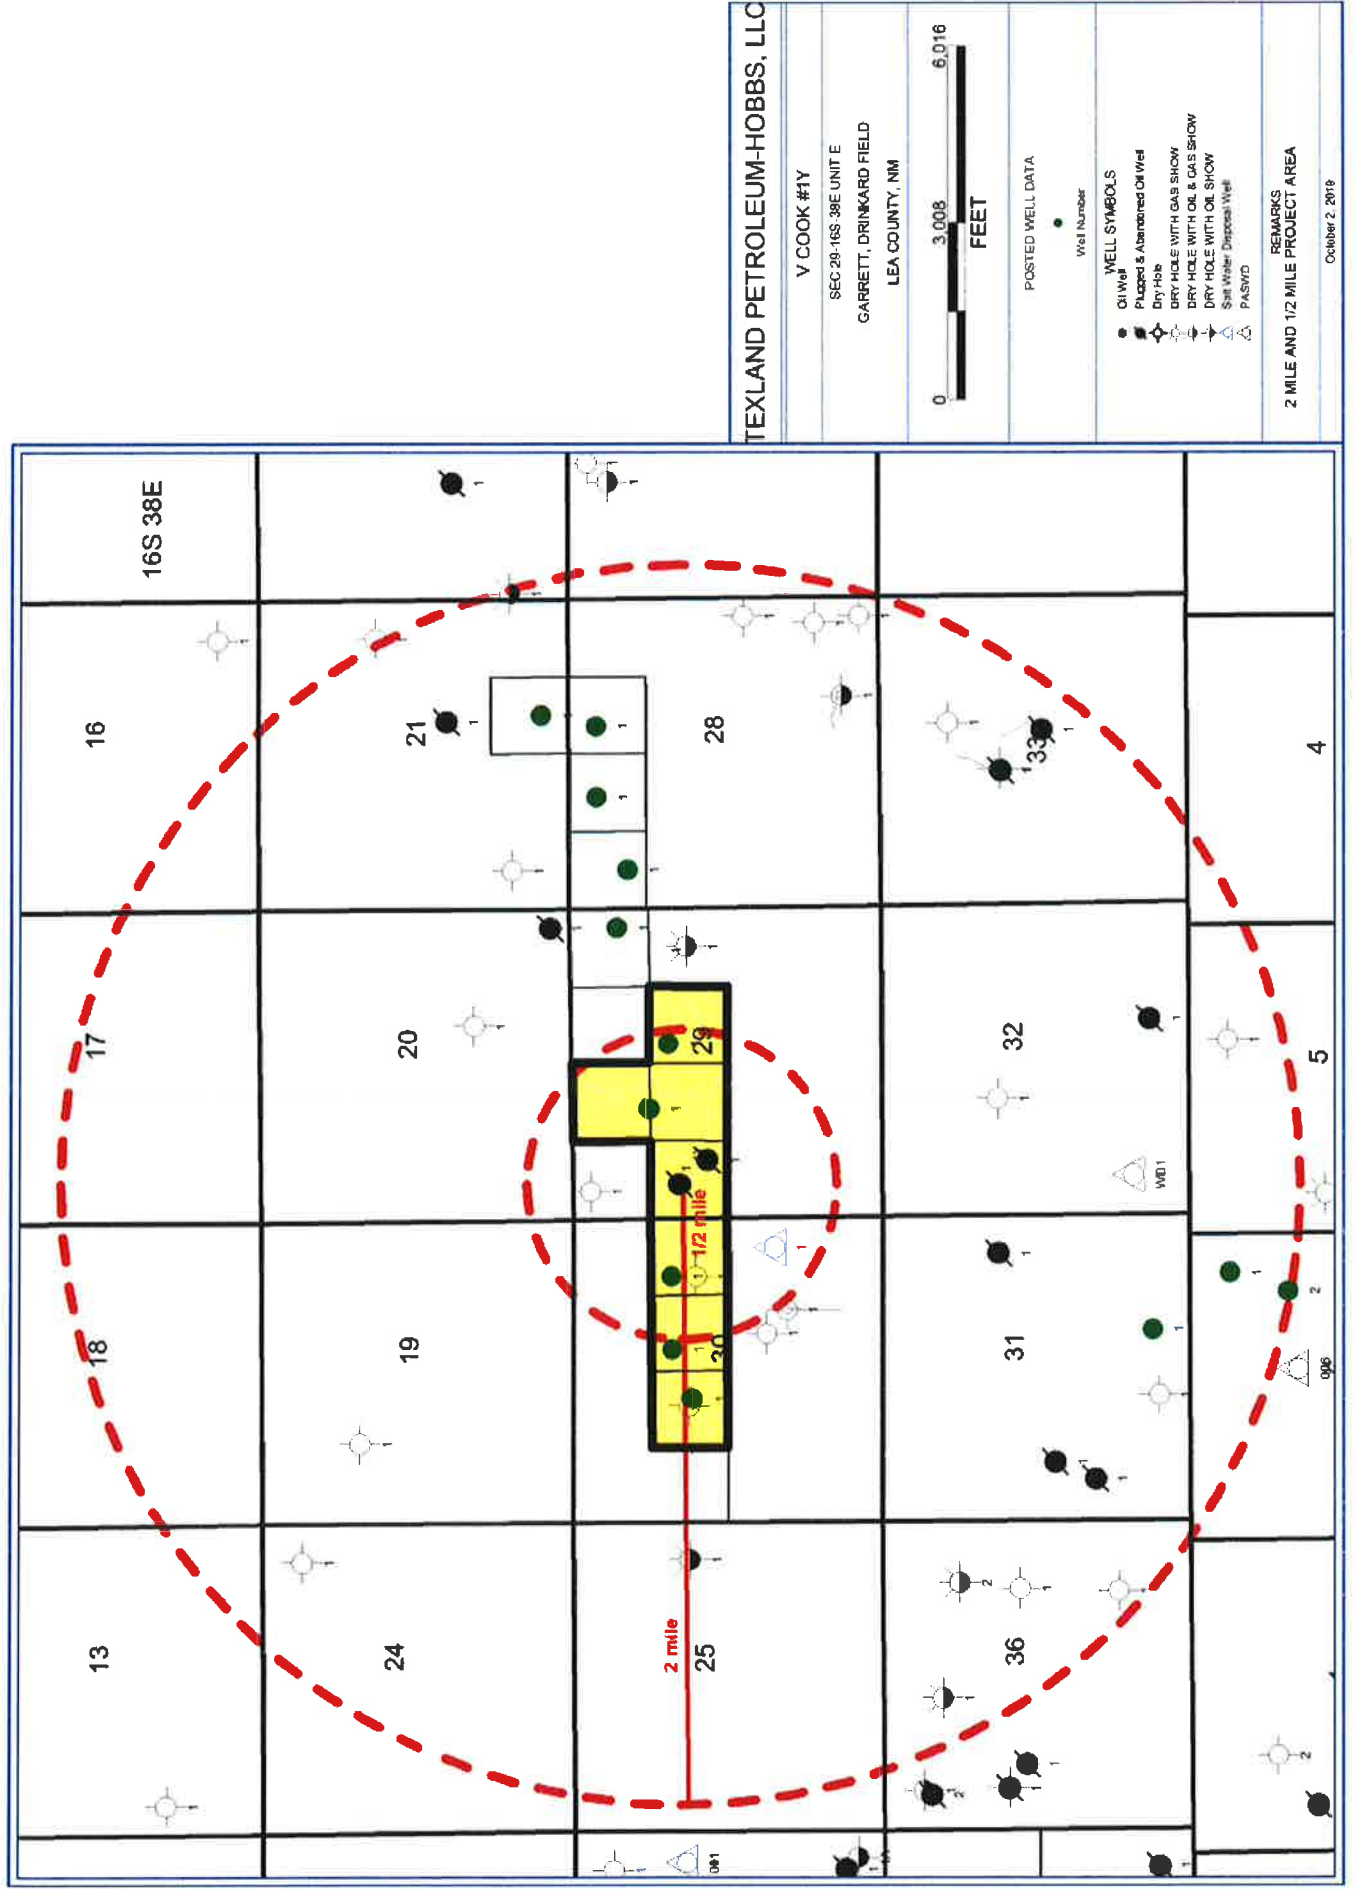 TEXLAND PETROLEUM-HOBBS, LLC
V COOK #1Y
SEC 29-16S-38E UNIT E
GARRETT, DRINKARD FIELD
LEA COUNTY, NM
0 3,008 6,016
FEET
POSTED WELL DATA
Well Number
WELL SYMBOLS
Oil Well
Plugged & Abandoned Oil Well
Dry Hole
DRY HOLE WITH GAS SHOW
DRY HOLE WITH OIL & GAS SHOW
DRY HOLE WITH OIL SHOW
Salt Water Disposal Well
PASWD
REMARKS
2 MILE AND 1/2 MILE PROJECT AREA
October 2, 2019
16S 38E
13
18
17
16
24
19
20
21
2 mile
25
30
1/2 mile
29
28
36
31
32
33
WD1
001
006
5
4